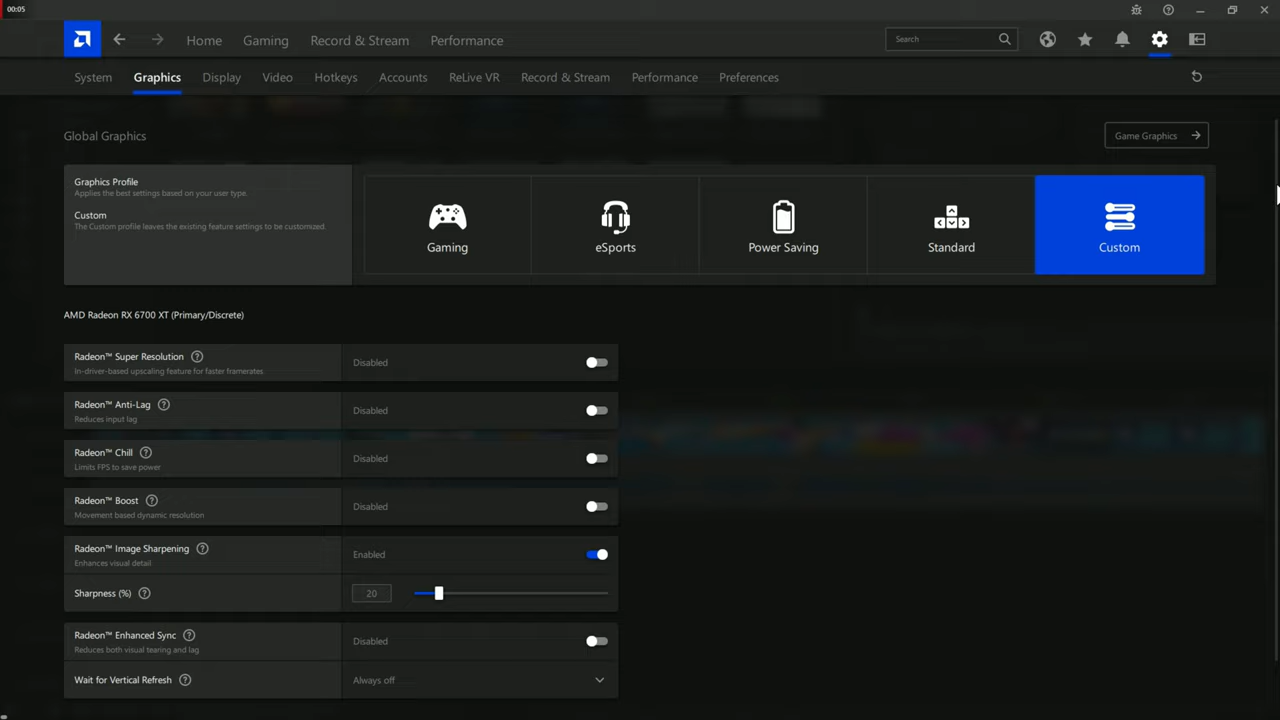 00:05
Home Gaming Record & Stream Performance Search
System Graphics Display Video Hotkeys Accounts ReLive VR Record & Stream Performance Preferences
Global Graphics
Game Graphics
Graphics Profile
Applies the best settings based on your user type.
Custom
The Custom profile leaves the existing feature settings to be customized.
Gaming
eSports
Power Saving
Standard
Custom
AMD Radeon RX 6700 XT (Primary/Discrete)
Radeon™ Super Resolution
In-driver-based upscaling feature for faster framerates
Disabled
Radeon™ Anti-Lag
Reduces input lag
Disabled
Radeon™ Chill
Limits FPS to save power
Disabled
Radeon™ Boost
Movement based dynamic resolution
Disabled
Radeon™ Image Sharpening
Enhances visual detail
Enabled
Sharpness (%)
20
Radeon™ Enhanced Sync
Reduces both visual tearing and lag
Disabled
Wait for Vertical Refresh
Always off